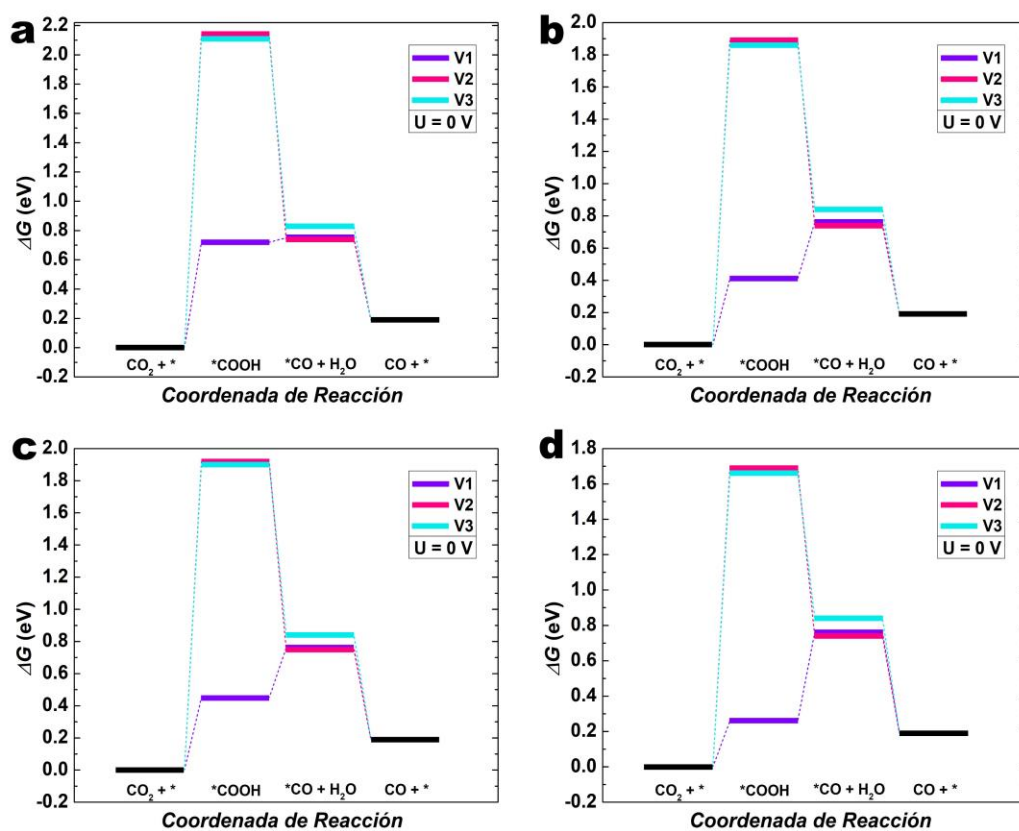 a
2.2
2.0
1.8
1.6
1.4
1.2
1.0
0.8
0.6
0.4
0.2
0.0
-0.2
ΔG (eV)
V1
V2
V3
U = 0 V
CO₂ + * *COOH *CO + H₂O CO + *
Coordenada de Reacción
b
2.0
1.8
1.6
1.4
1.2
1.0
0.8
0.6
0.4
0.2
0.0
-0.2
ΔG (eV)
V1
V2
V3
U = 0 V
CO₂ + * *COOH *CO + H₂O CO + *
Coordenada de Reacción
c
2.0
1.8
1.6
1.4
1.2
1.0
0.8
0.6
0.4
0.2
0.0
-0.2
ΔG (eV)
V1
V2
V3
U = 0 V
CO₂ + * *COOH *CO + H₂O CO + *
Coordenada de Reacción
d
1.8
1.6
1.4
1.2
1.0
0.8
0.6
0.4
0.2
0.0
-0.2
ΔG (eV)
V1
V2
V3
U = 0 V
CO₂ + * *COOH *CO + H₂O CO + *
Coordenada de Reacción